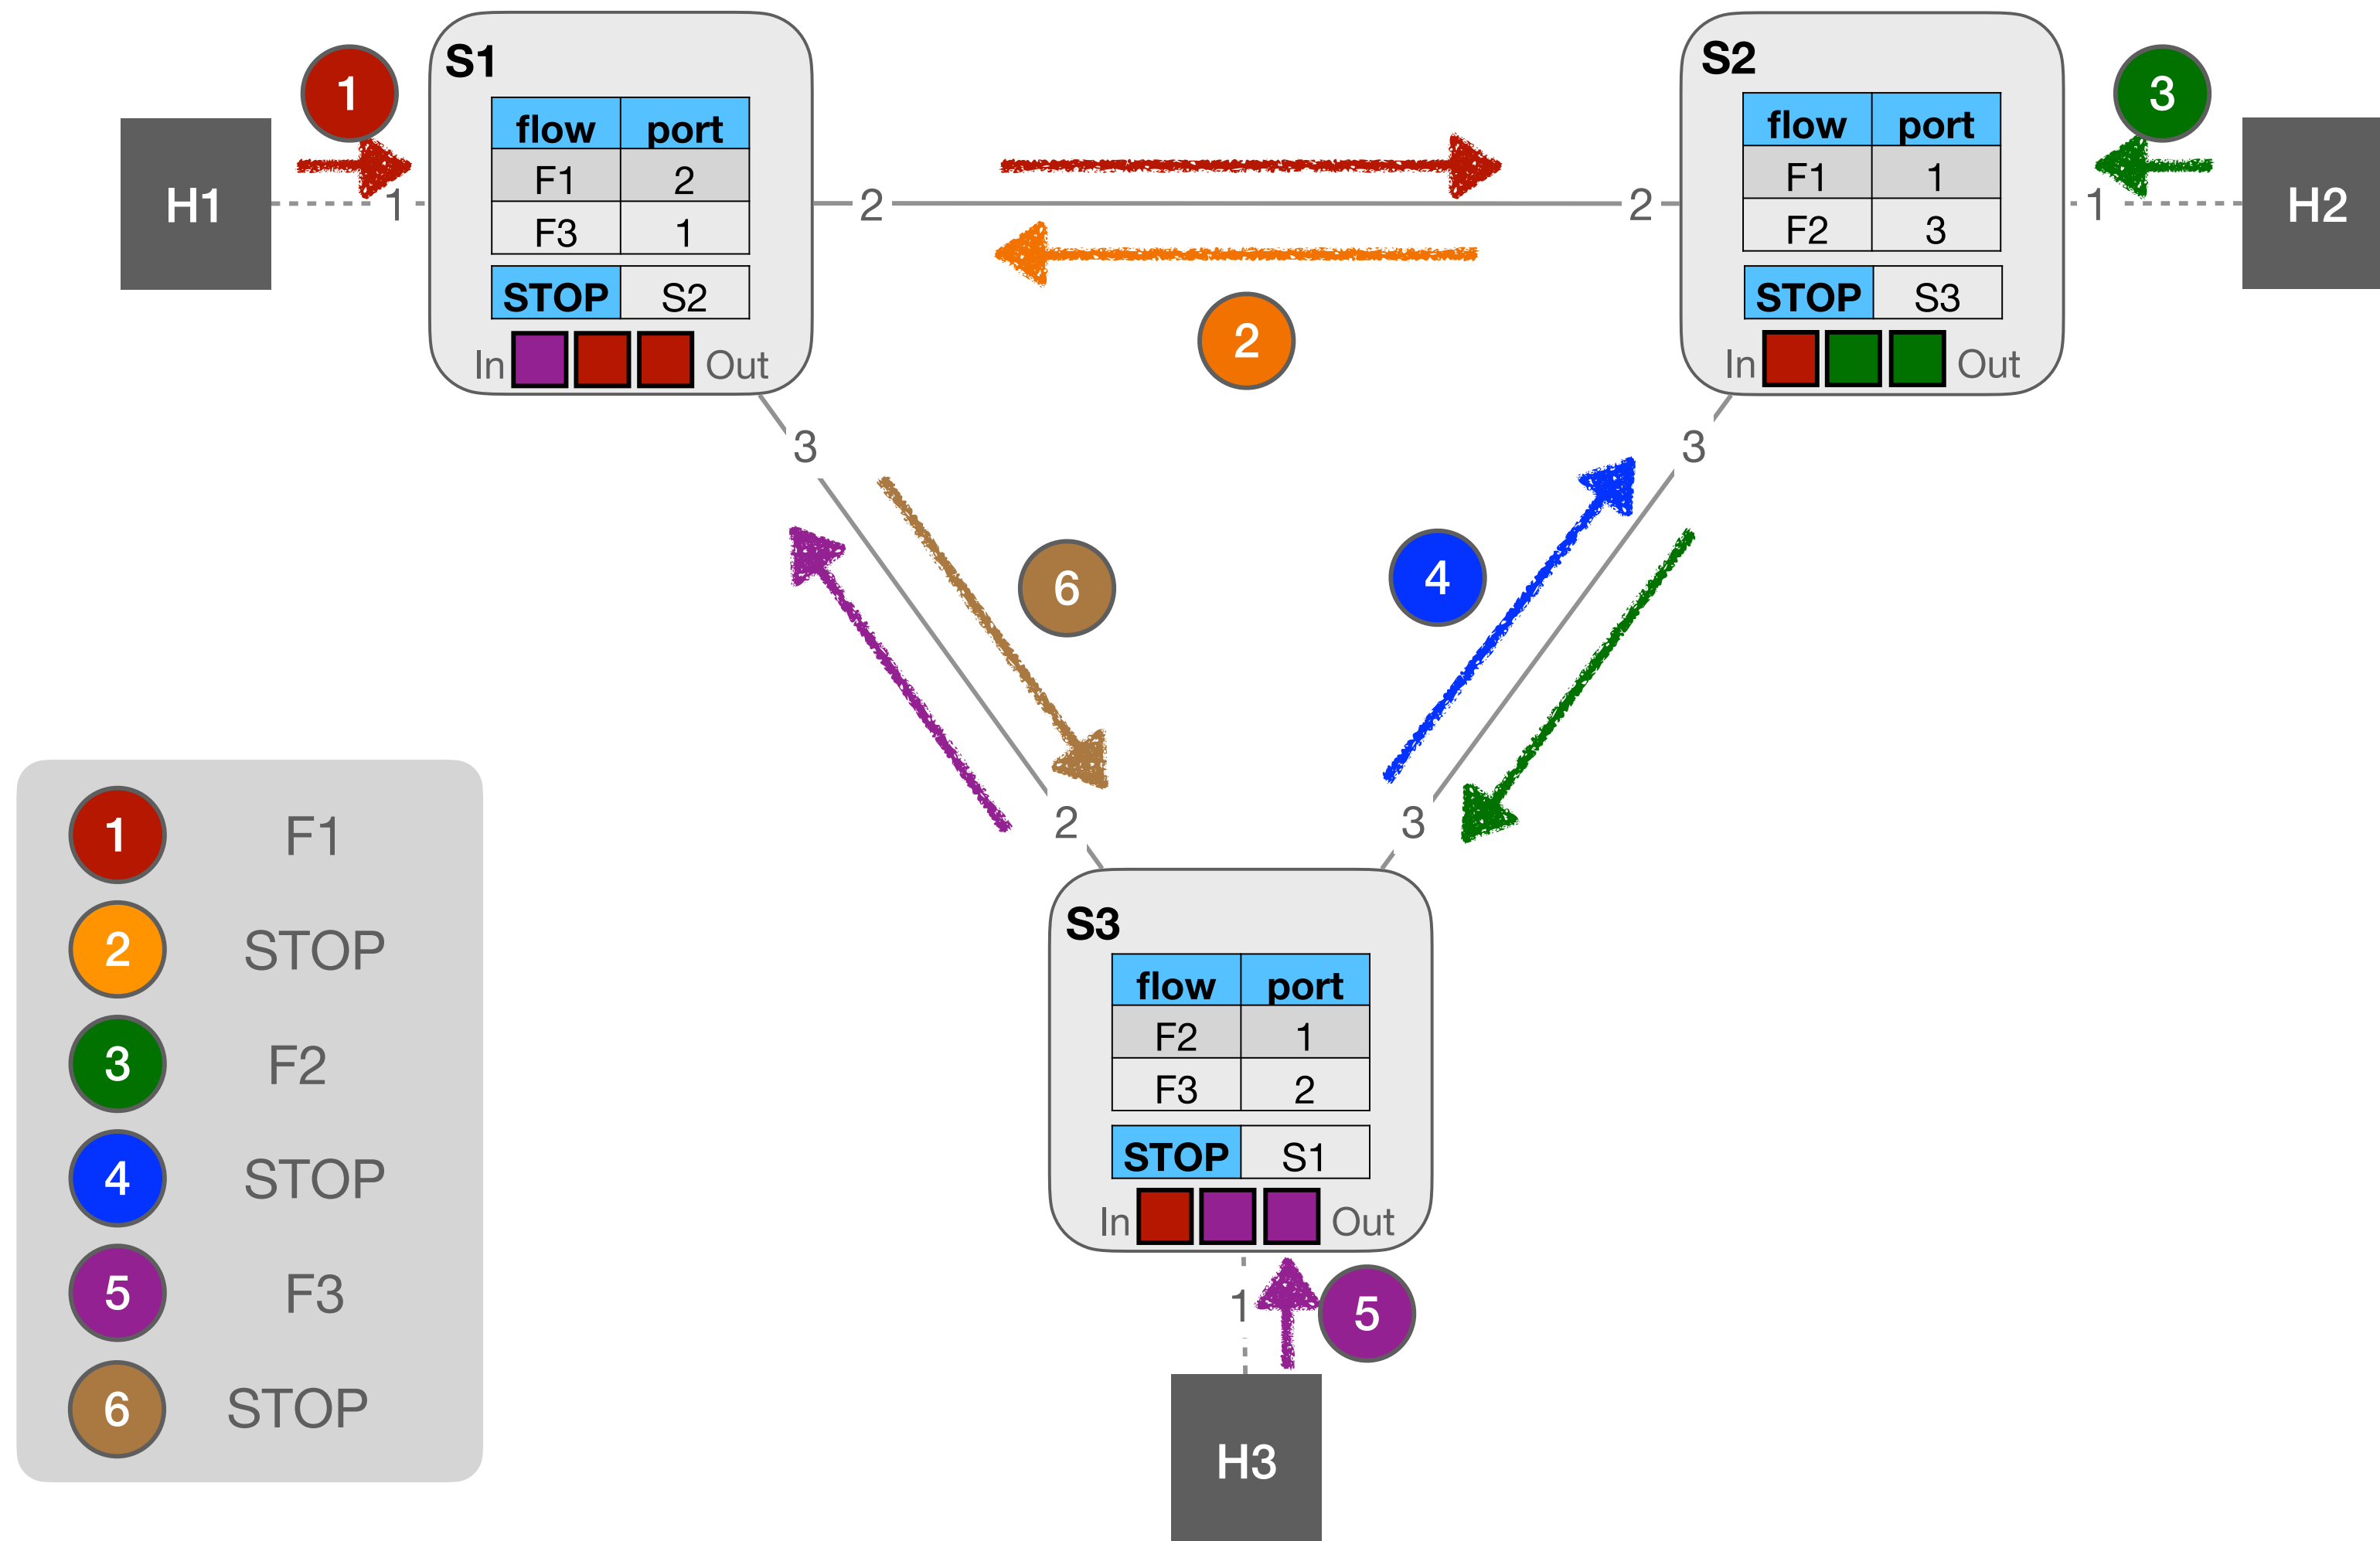 1
H1
1
S1
flow port
F1 2
F3 1
STOP S2
In Out
2
2
2
S2
flow port
F1 1
F2 3
STOP S3
In Out
3
1
H2
3
3
6
4
2
3
S3
flow port
F2 1
F3 2
STOP S1
In Out
1
5
H3
1 F1
2 STOP
3 F2
4 STOP
5 F3
6 STOP